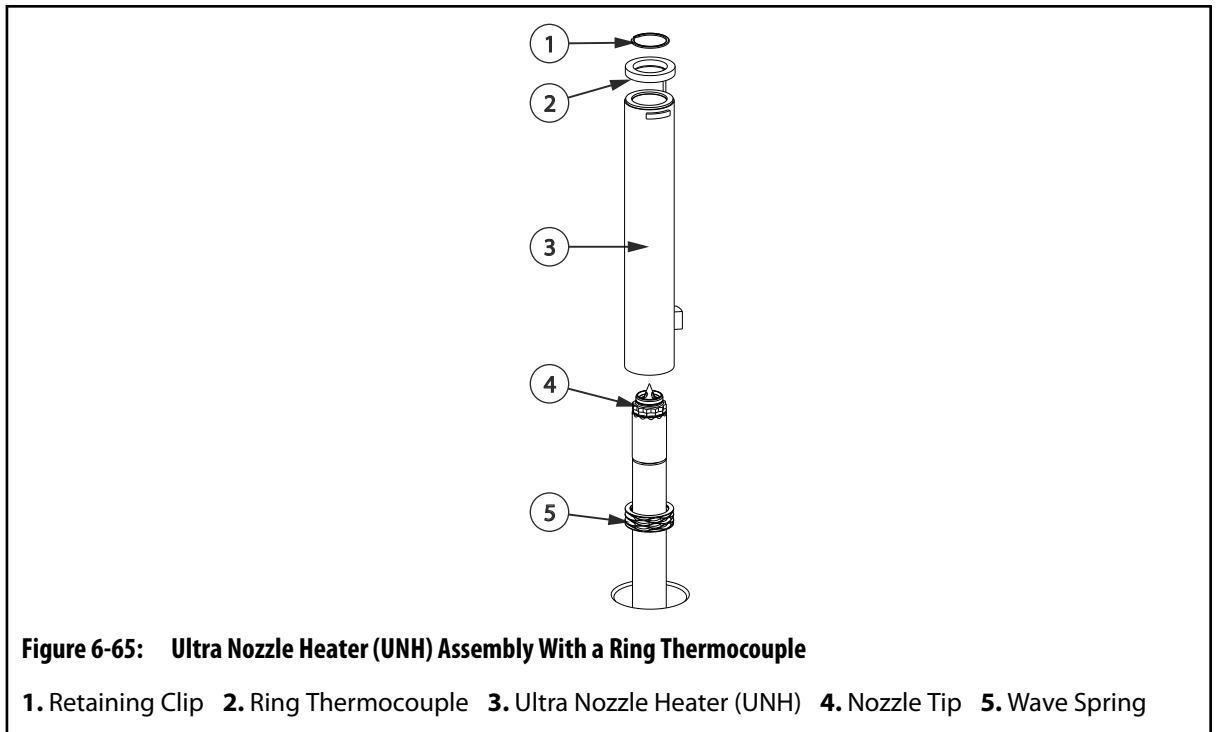 1
2
3
4
5
Figure 6-65: Ultra Nozzle Heater (UNH) Assembly With a Ring Thermocouple
1. Retaining Clip 2. Ring Thermocouple 3. Ultra Nozzle Heater (UNH) 4. Nozzle Tip 5. Wave Spring